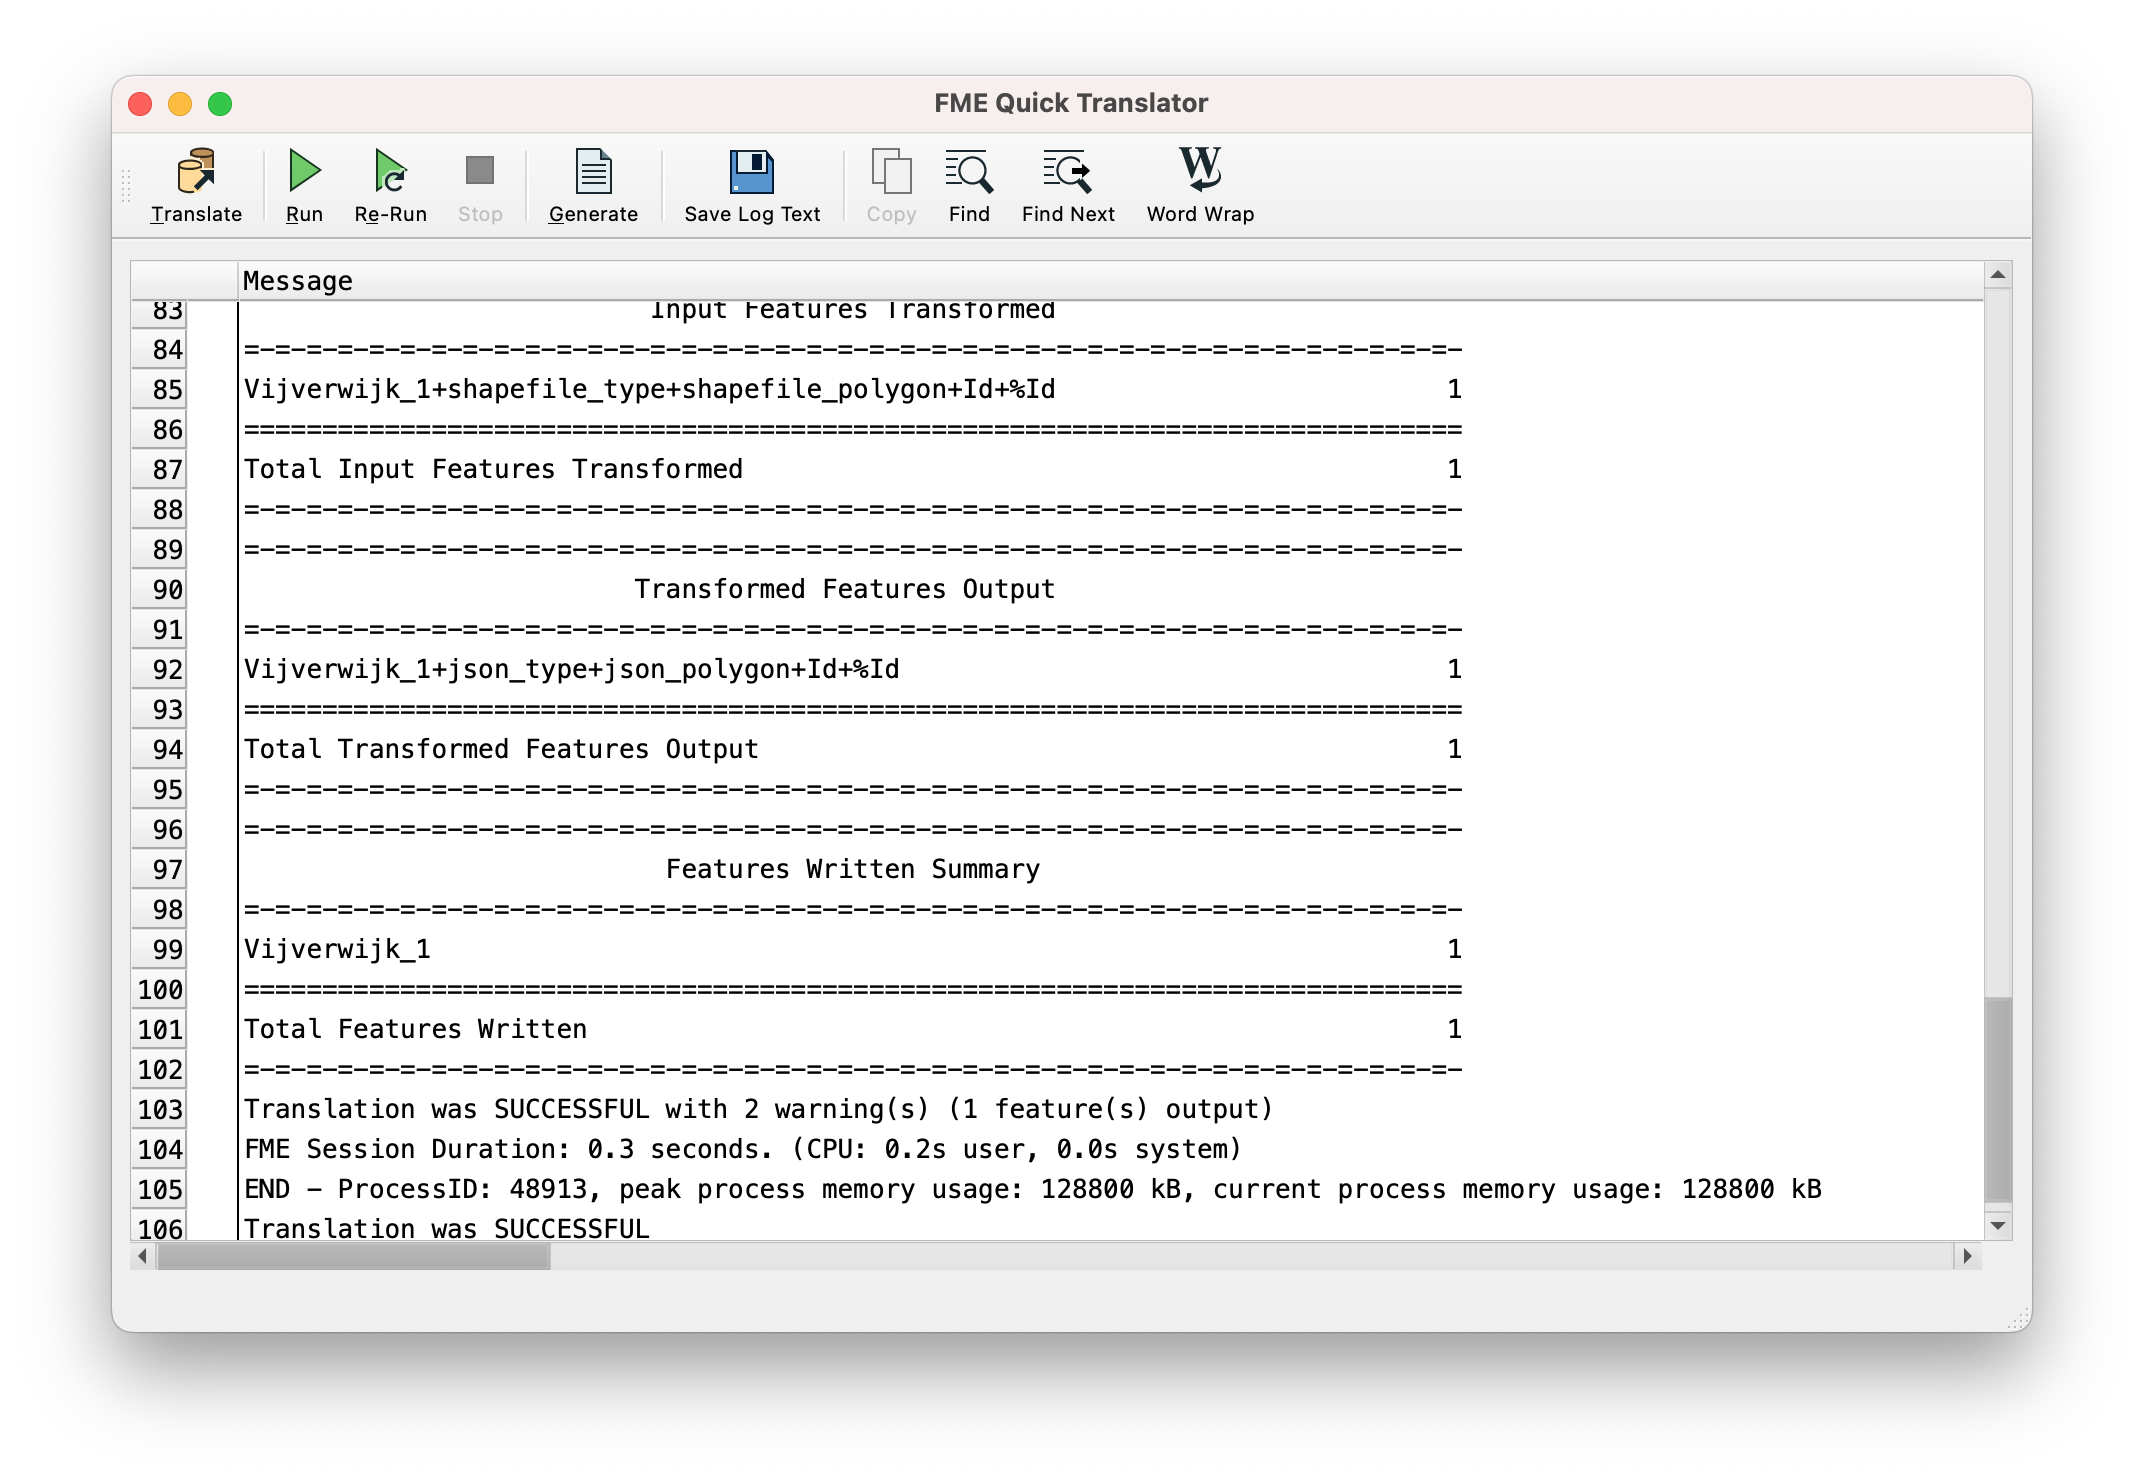 FME Quick Translator
Translate Run Re-Run Stop Generate Save Log Text Copy Find Find Next Word Wrap
Message
83 Input Features Transformed
84 =-=-=-=-=-=-=-=-=-=-=-=-=-=-=-=-=-=-=-=-=-=-=-=-=-=-=-=-=-=-=-=-=-=-=-=-=-=-=-
85 Vijverwijk_1+shapefile_type+shapefile_polygon+Id+%Id 1
86 ==============================================================================
87 Total Input Features Transformed 1
88 =-=-=-=-=-=-=-=-=-=-=-=-=-=-=-=-=-=-=-=-=-=-=-=-=-=-=-=-=-=-=-=-=-=-=-=-=-=-=-
89 =-=-=-=-=-=-=-=-=-=-=-=-=-=-=-=-=-=-=-=-=-=-=-=-=-=-=-=-=-=-=-=-=-=-=-=-=-=-=-
90 Transformed Features Output
91 =-=-=-=-=-=-=-=-=-=-=-=-=-=-=-=-=-=-=-=-=-=-=-=-=-=-=-=-=-=-=-=-=-=-=-=-=-=-=-
92 Vijverwijk_1+json_type+json_polygon+Id+%Id 1
93 ==============================================================================
94 Total Transformed Features Output 1
95 =-=-=-=-=-=-=-=-=-=-=-=-=-=-=-=-=-=-=-=-=-=-=-=-=-=-=-=-=-=-=-=-=-=-=-=-=-=-=-
96 =-=-=-=-=-=-=-=-=-=-=-=-=-=-=-=-=-=-=-=-=-=-=-=-=-=-=-=-=-=-=-=-=-=-=-=-=-=-=-
97 Features Written Summary
98 =-=-=-=-=-=-=-=-=-=-=-=-=-=-=-=-=-=-=-=-=-=-=-=-=-=-=-=-=-=-=-=-=-=-=-=-=-=-=-
99 Vijverwijk_1 1
100 ==============================================================================
101 Total Features Written 1
102 =-=-=-=-=-=-=-=-=-=-=-=-=-=-=-=-=-=-=-=-=-=-=-=-=-=-=-=-=-=-=-=-=-=-=-=-=-=-=-
103 Translation was SUCCESSFUL with 2 warning(s) (1 feature(s) output)
104 FME Session Duration: 0.3 seconds. (CPU: 0.2s user, 0.0s system)
105 END - ProcessID: 48913, peak process memory usage: 128800 kB, current process memory usage: 128800 kB
106 Translation was SUCCESSFUL